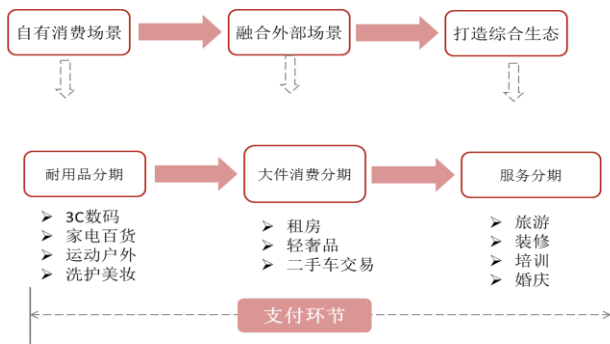 自有消费场景
融合外部场景
打造综合生态
耐用品分期
大件消费分期
服务分期
3C数码
家电百货
运动户外
洗护美妆
租房
轻奢品
二手车交易
旅游
装修
培训
婚庆
支付环节